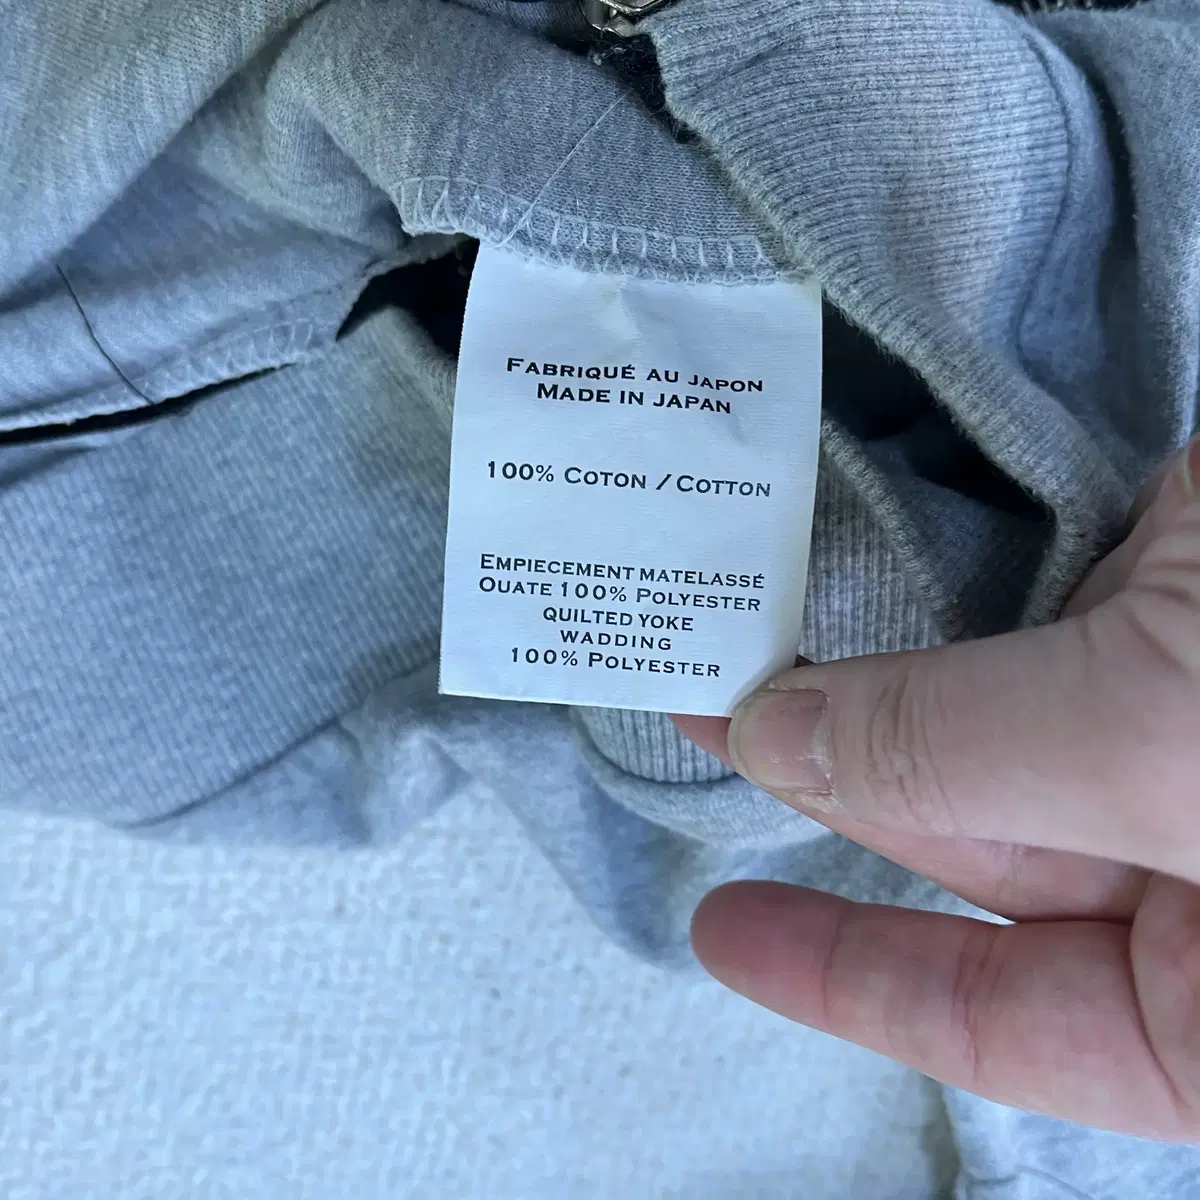 FABRIQUÉ AU JAPON
MADE IN JAPAN
100% COTON / COTTON
EMPIECEMENT MATELASSÉ
OUATE 100% POLYESTER
QUILTED YOKE
WADDING
100% POLYESTER